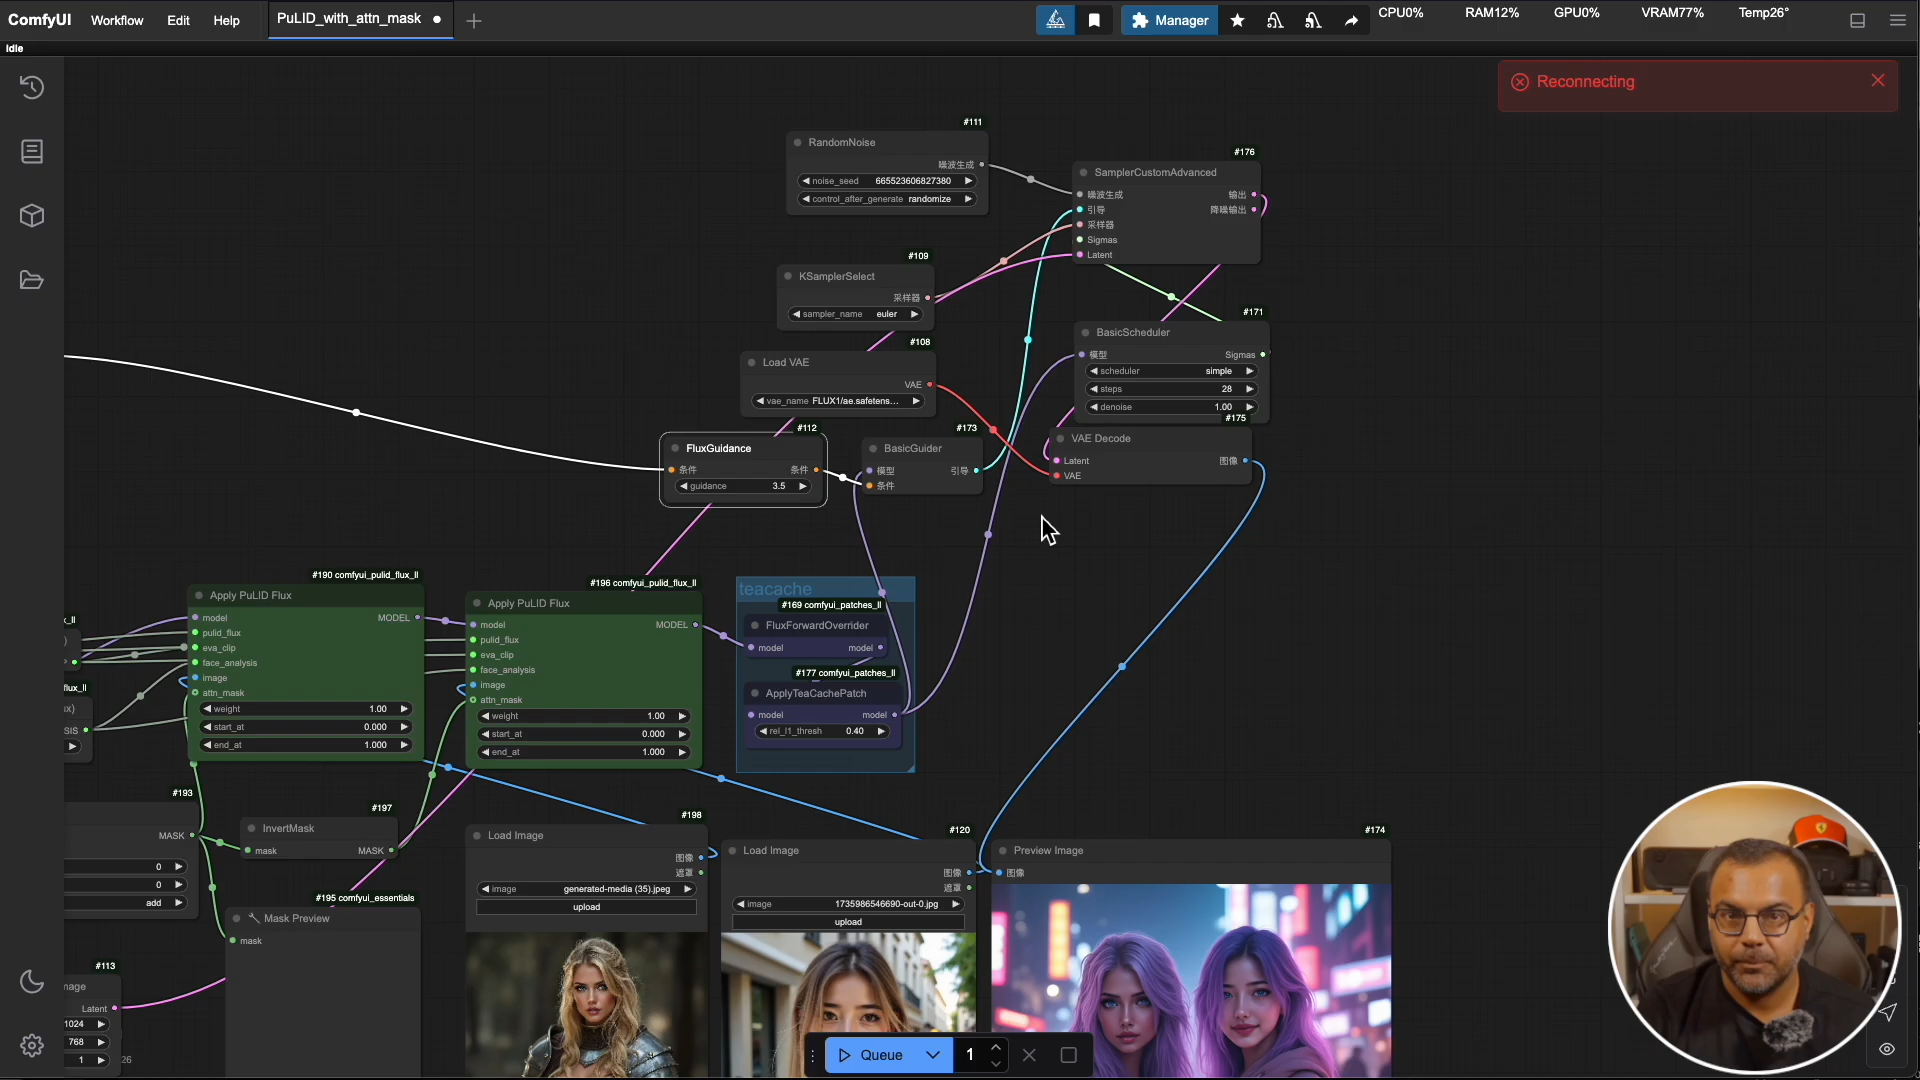 ComfyUI Workflow Edit Help PuLID_with_attn_mask Manager CPU0% RAM12% GPU0% VRAM77% Temp26°
Idle
Reconnecting
#111
RandomNoise
噪波生成
noise_seed 665523606827380
control_after_generate randomize
#176
SamplerCustomAdvanced
噪波生成 输出
引导 降噪输出
采样器
Sigmas
Latent
#109
KSamplerSelect
采样器
sampler_name euler
#171
BasicScheduler
模型 Sigmas
scheduler simple
steps 28
denoise 1.00
#108
Load VAE
VAE
vae_name FLUX1/ae.safetens...
#112
FluxGuidance
条件 条件
guidance 3.5
#173
BasicGuider
模型 引导
条件
#175
VAE Decode
Latent 图像
VAE
#190 comfyui_pulid_flux_ll
Apply PuLID Flux
model MODEL
pulid_flux
eva_clip
face_analysis
image
attn_mask
weight 1.00
start_at 0.000
end_at 1.000
#196 comfyui_pulid_flux_ll
Apply PuLID Flux
model MODEL
pulid_flux
eva_clip
face_analysis
image
attn_mask
weight 1.00
start_at 0.000
end_at 1.000
teacache
#169 comfyui_patches_ll
FluxForwardOverrider
model model
#177 comfyui_patches_ll
ApplyTeaCachePatch
model model
rel_l1_thresh 0.40
#193
MASK
0
0
add
#197
InvertMask
mask MASK
#195 comfyui_essentials
Mask Preview
mask
#113
mage
Latent
1024
768
1
26
#198
Load Image
图像
遮罩
image generated-media (35).jpeg
upload
#120
Load Image
图像
遮罩
image 1735986546690-out-0.jpg
upload
#174
Preview Image
图像
Queue 1